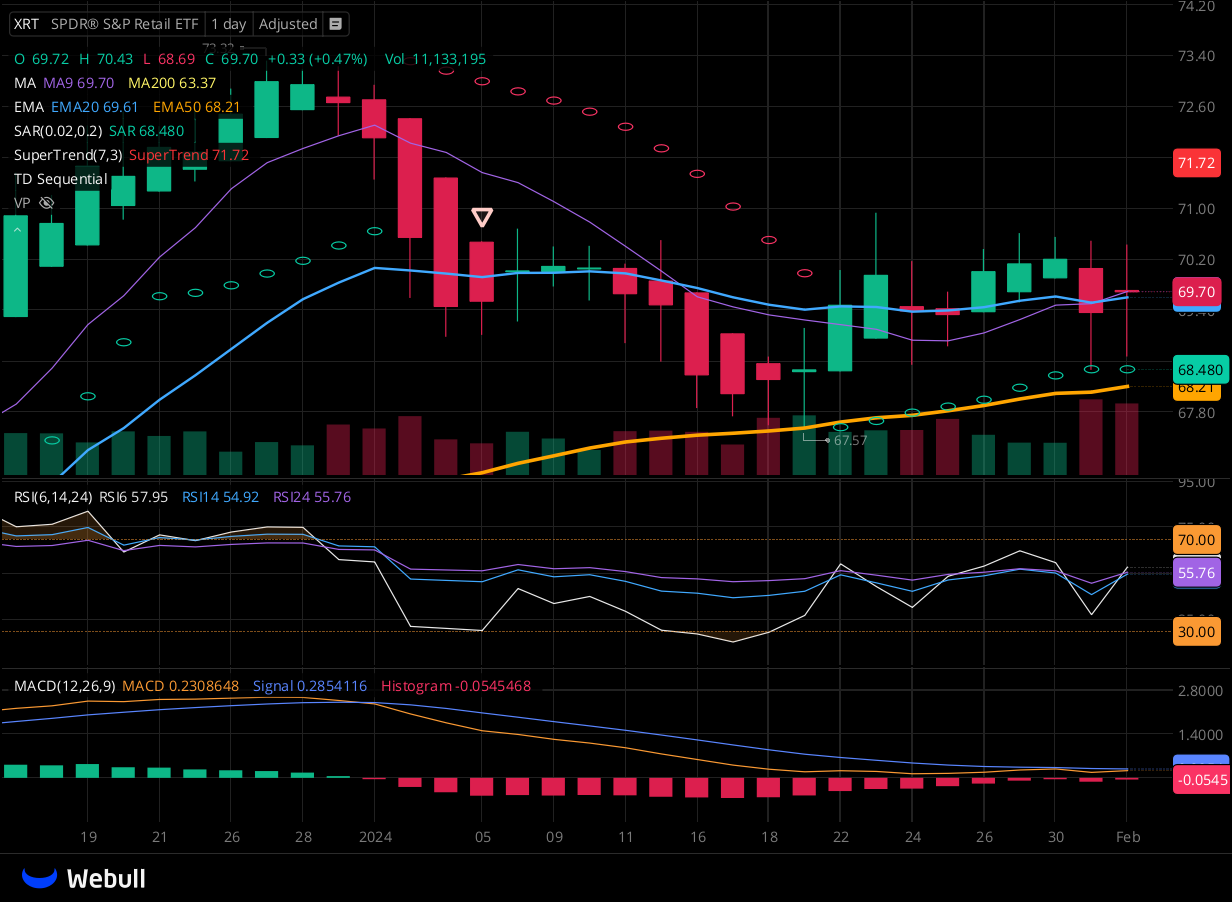 74.20
XRT SPDR® S&P Retail ETF 1 day Adjusted
73.40
O 69.72 H 70.43 L 68.69 C 69.70 +0.33 (+0.47%) Vol 11,133,195
MA MA9 69.70 MA200 63.37
72.60
EMA EMA20 69.61 EMA50 68.21
SAR(0.02,0.2) SAR 68.480
SuperTrend(7,3) SuperTrend 71.72
71.72
TD Sequential
VP
71.00
70.20
69.70
69.40
68.480
68.21
67.80
67.57
95.00
RSI(6,14,24) RSI6 57.95 RSI14 54.92 RSI24 55.76
70.00
55.76
30.00
MACD(12,26,9) MACD 0.2308648 Signal 0.2854116 Histogram -0.0545468
2.8000
1.4000
-0.0545
19 21 26 28 2024 05 09 11 16 18 22 24 26 30 Feb
Webull